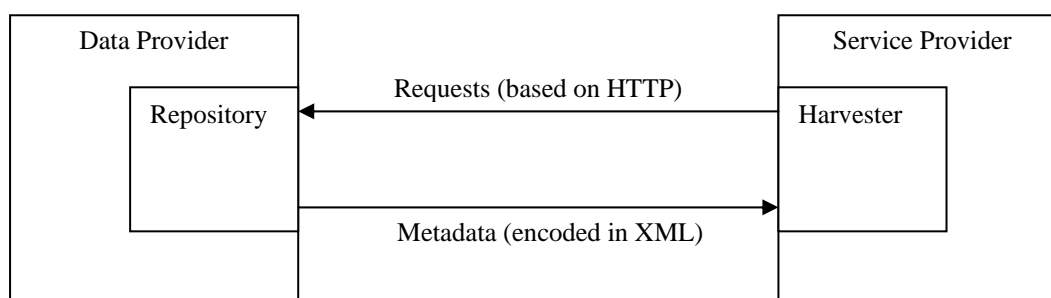 Data Provider
Service Provider
Requests (based on HTTP)
Repository
Harvester
Metadata (encoded in XML)